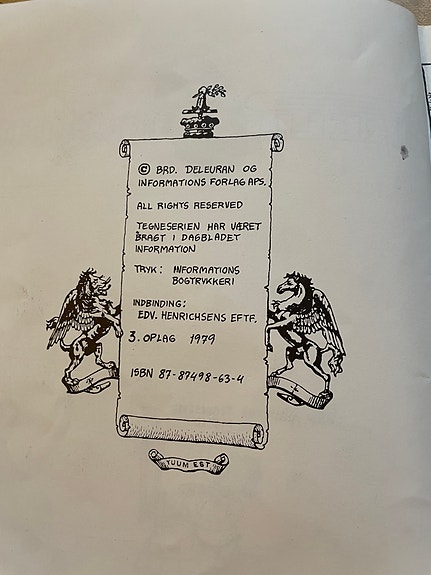 © BRD. DELEURAN OG
INFORMATIONS FORLAG APS.
ALL RIGHTS RESERVED
TEGNESERIEN HAR VÆRET
BRAGT I DAGBLADET
INFORMATION
TRYK: INFORMATIONS
BOGTRYKKERI
INDBINDING:
EDV. HENRICHSENS EFTF.
3. OPLAG 1979
ISBN 87-87498-63-4
TUUM EST